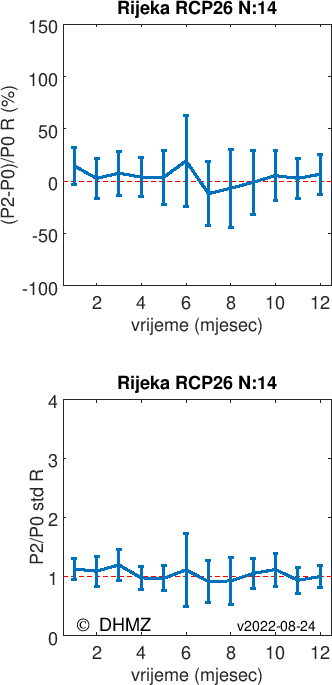 Rijeka RCP26 N:14
150
100
50
0
-50
-100
(P2-P0)/P0 R (%)
2 4 6 8 10 12
vrijeme (mjesec)
Rijeka RCP26 N:14
4
3
2
1
0
P2/P0 std R
© DHMZ v2022-08-24
2 4 6 8 10 12
vrijeme (mjesec)